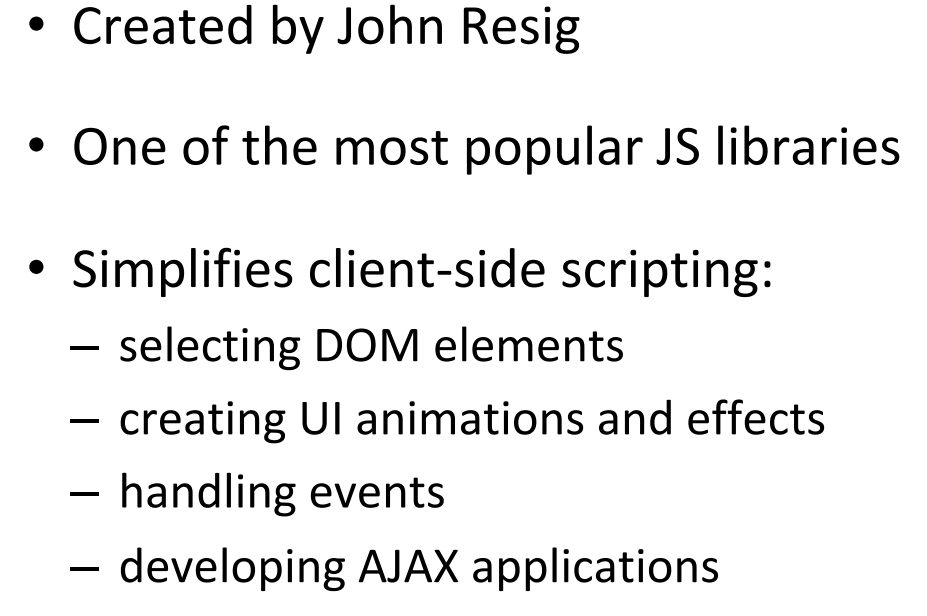 • Created by John Resig
• One of the most popular JS libraries
• Simplifies client-side scripting:
– selecting DOM elements
– creating UI animations and effects
– handling events
– developing AJAX applications